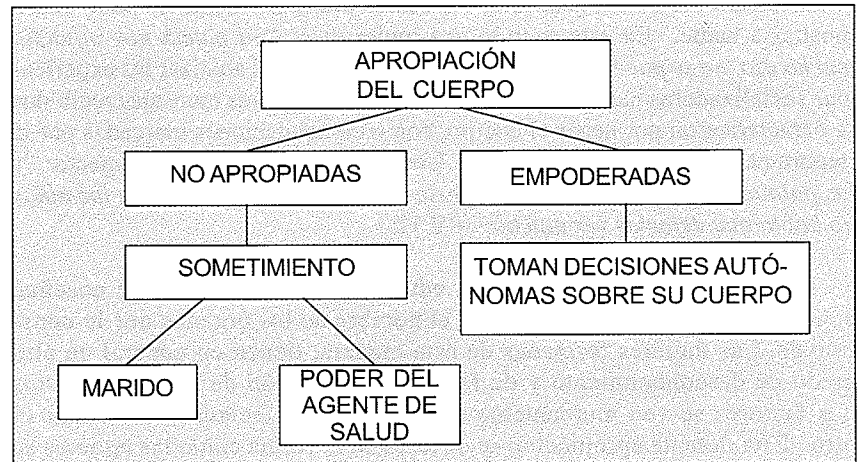 APROPIACIÓN
DEL CUERPO
NO APROPIADAS
EMPODERADAS
SOMETIMIENTO
TOMAN DECISIONES AUTÓ-
NOMAS SOBRE SU CUERPO
MARIDO
PODER DEL
AGENTE DE
SALUD